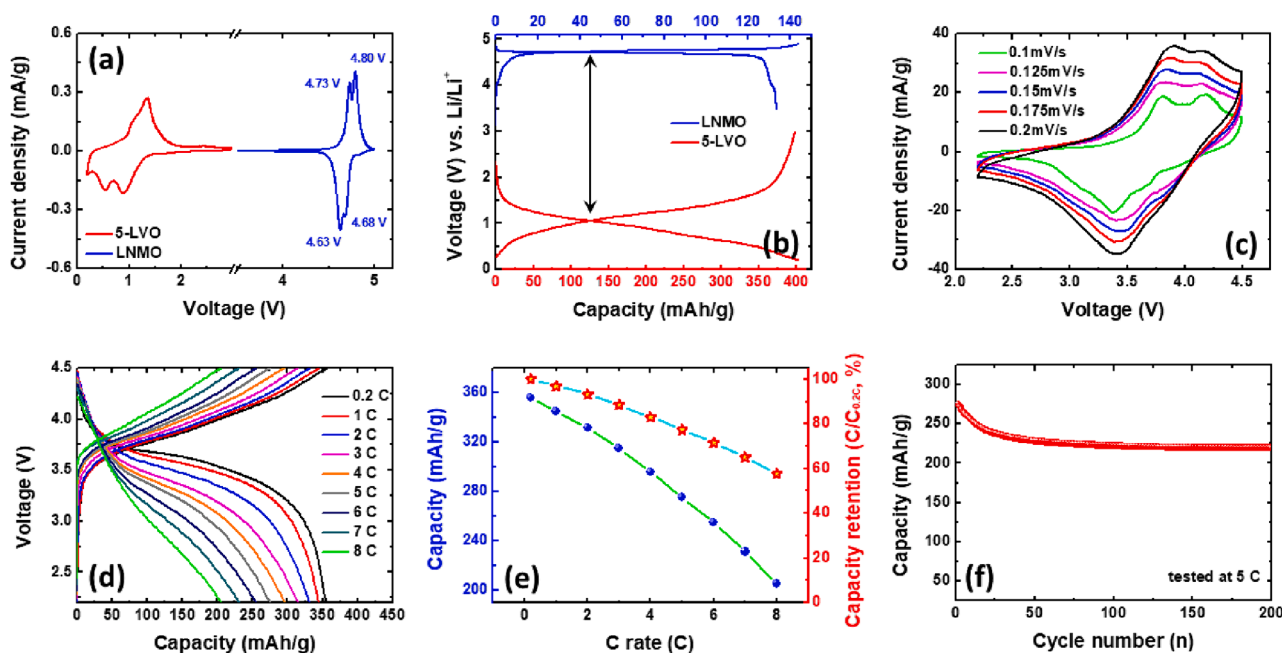 (a)
Current density (mA/g)
0.6
0.3
0.0
-0.3
-0.6
4.80 V
4.73 V
4.68 V
4.63 V
5-LVO
LNMO
0 1 2 4 5
Voltage (V)
(b)
0 20 40 60 80 100 120 140
Voltage (V) vs. Li/Li+
5
4
3
2
1
0
LNMO
5-LVO
0 50 100 150 200 250 300 350 400
Capacity (mAh/g)
(c)
Current density (mA/g)
40
20
0
-20
-40
0.1mV/s
0.125mV/s
0.15mV/s
0.175mV/s
0.2mV/s
2.0 2.5 3.0 3.5 4.0 4.5
Voltage (V)
(d)
Voltage (V)
4.5
4.0
3.5
3.0
2.5
0.2 C
1 C
2 C
3 C
4 C
5 C
6 C
7 C
8 C
0 50 100 150 200 250 300 350 400 450
Capacity (mAh/g)
(e)
Capacity (mAh/g)
360
320
280
240
200
Capacity retention (C/C0.2C, %)
100
80
60
40
20
0
0 2 4 6 8
C rate (C)
(f)
Capacity (mAh/g)
300
250
200
150
100
50
tested at 5 C
0 50 100 150 200
Cycle number (n)